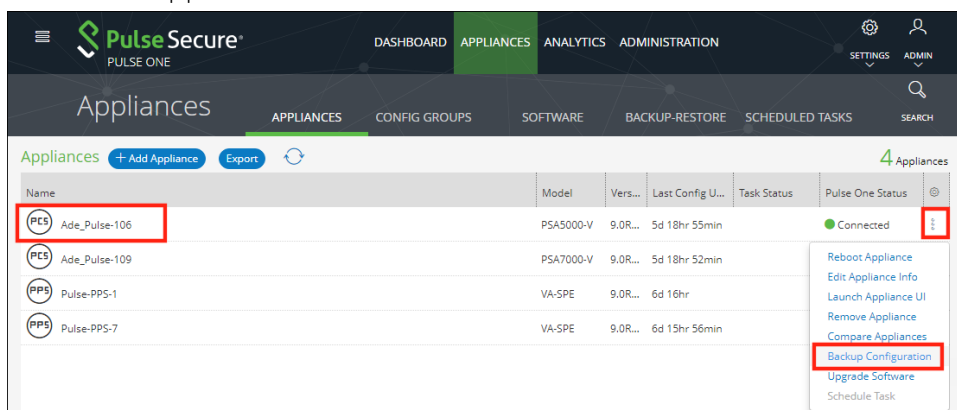 Pulse Secure®
PULSE ONE
DASHBOARD APPLIANCES ANALYTICS ADMINISTRATION
SETTINGS ADMIN
Appliances
APPLIANCES CONFIG GROUPS SOFTWARE BACKUP-RESTORE SCHEDULED TASKS
SEARCH
Appliances + Add Appliance Export 4 Appliances
Name Model Vers... Last Config U... Task Status Pulse One Status
PCS Ade_Pulse-106 PSA5000-V 9.0R... 5d 18hr 55min Connected
PCS Ade_Pulse-109 PSA7000-V 9.0R... 5d 18hr 52min
PPS Pulse-PPS-1 VA-SPE 9.0R... 6d 16hr
PPS Pulse-PPS-7 VA-SPE 9.0R... 6d 15hr 56min
Reboot Appliance
Edit Appliance Info
Launch Appliance UI
Remove Appliance
Compare Appliances
Backup Configuration
Upgrade Software
Schedule Task